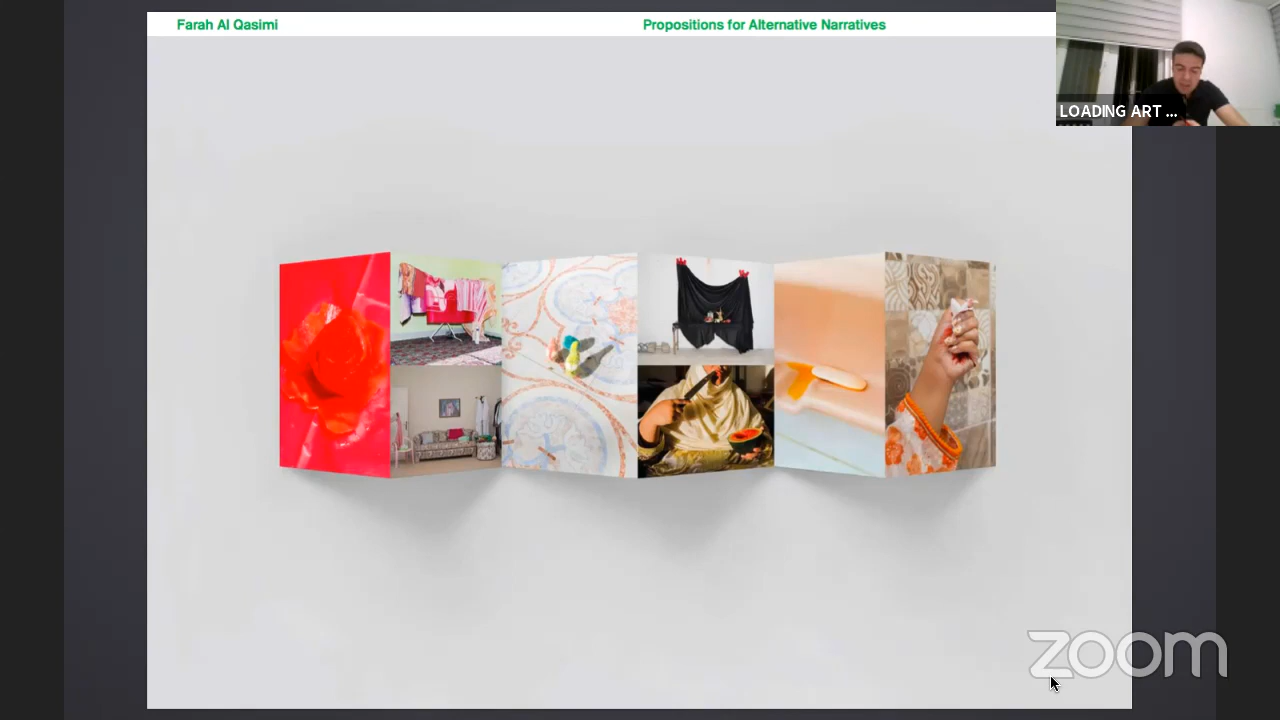 Farah Al Qasimi
Propositions for Alternative Narratives
LOADING ART ...
zoom